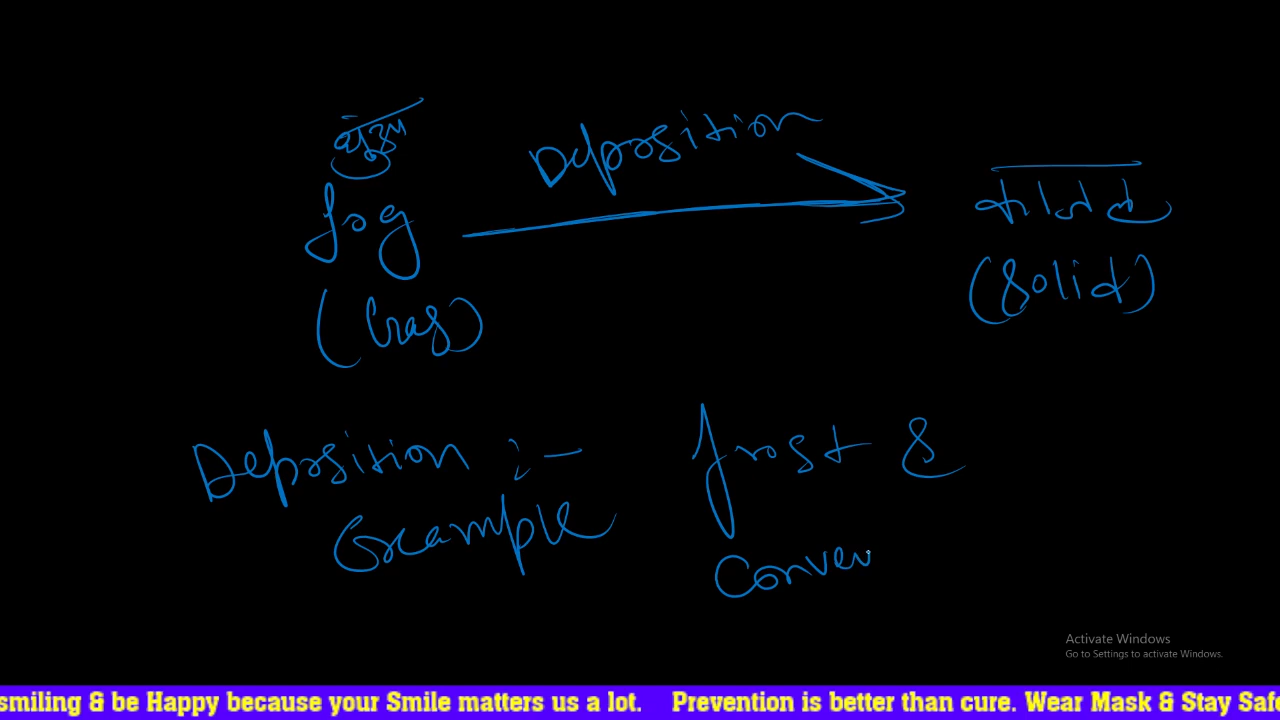 Deposition
fog
(Gas)
(Solid)
Deposition :-
Example
frost &
Conver
Activate Windows
Go to Settings to activate Windows.
smiling & be Happy because your Smile matters us a lot. Prevention is better than cure. Wear Mask & Stay Safe